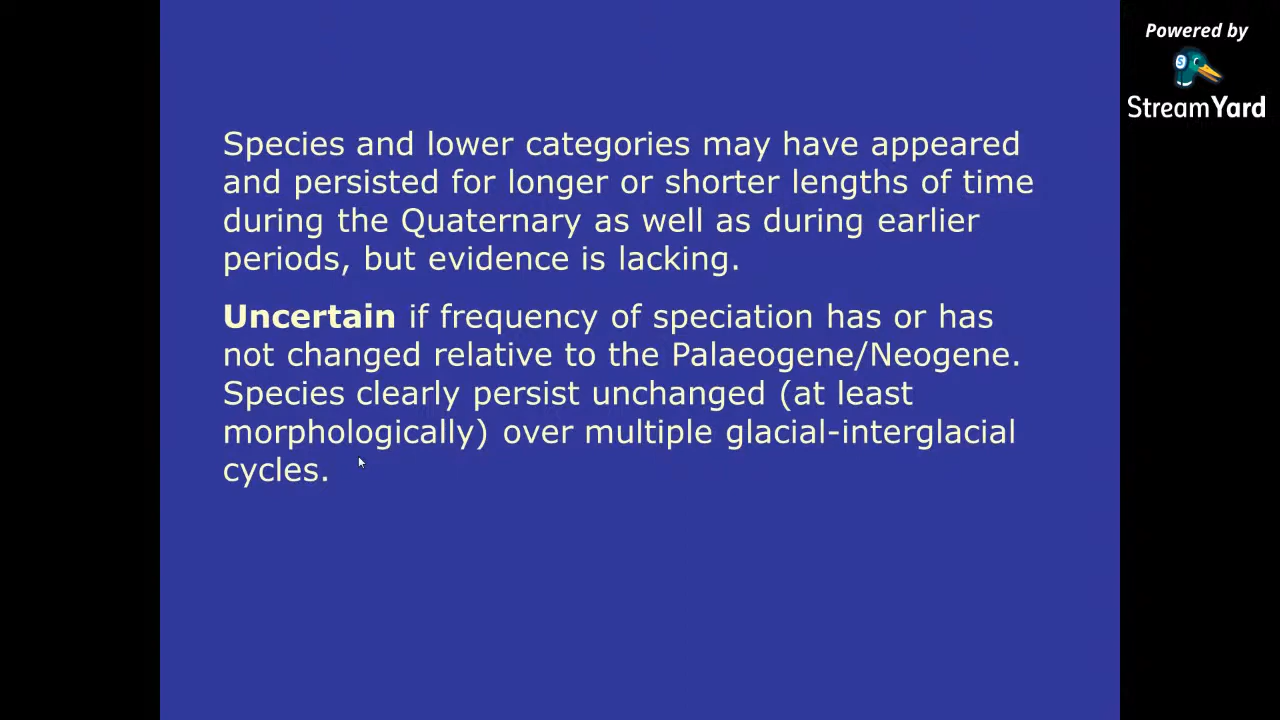 Powered by
StreamYard
Species and lower categories may have appeared
and persisted for longer or shorter lengths of time
during the Quaternary as well as during earlier
periods, but evidence is lacking.
Uncertain if frequency of speciation has or has
not changed relative to the Palaeogene/Neogene.
Species clearly persist unchanged (at least
morphologically) over multiple glacial-interglacial
cycles.